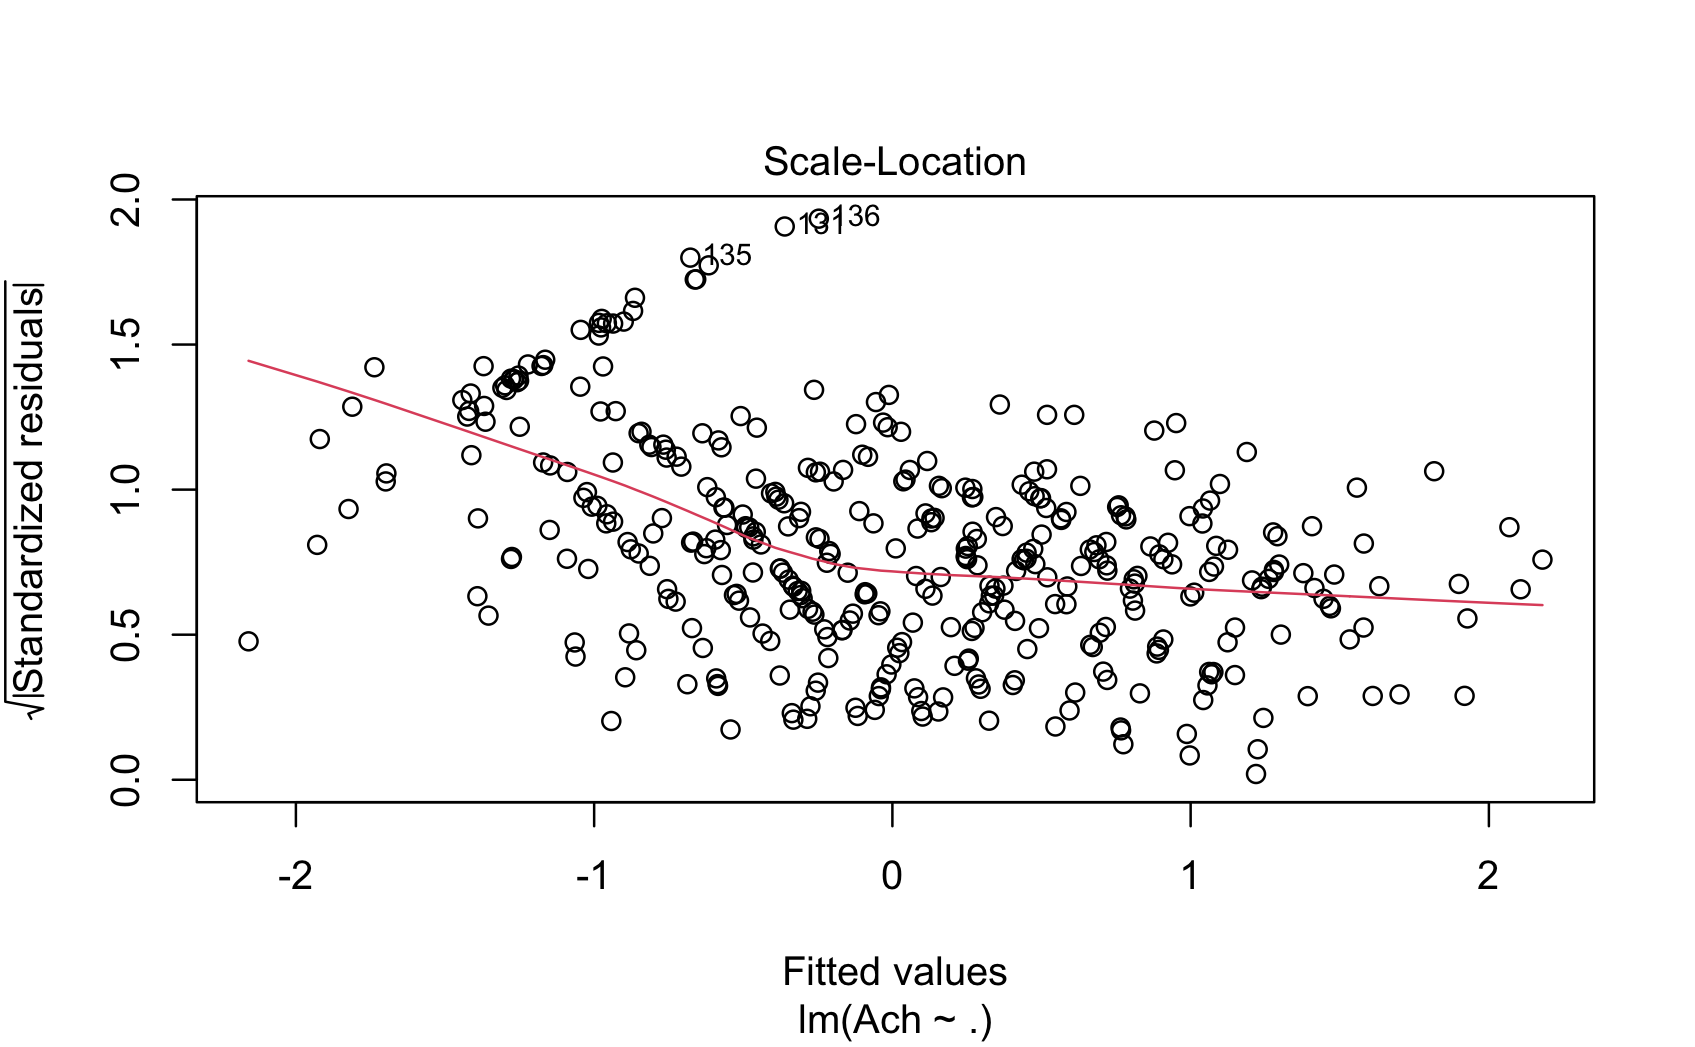 Scale-Location
√|Standardized residuals|
2.0
1.5
1.0
0.5
0.0
131
136
135
-2 -1 0 1 2
Fitted values
lm(Ach ~ .)